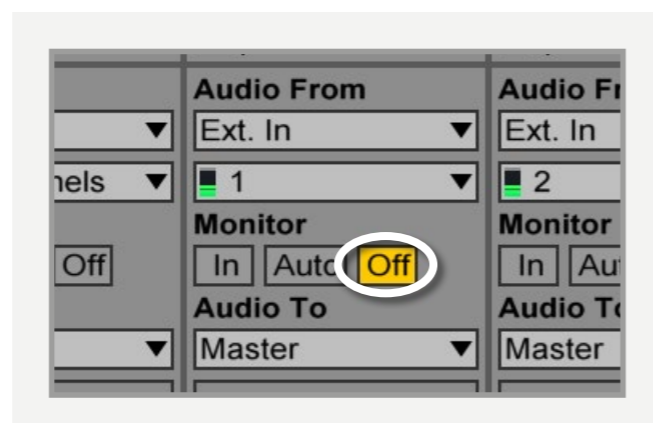 Audio From Audio Fr
Ext. In Ext. In
nels 1 2
Monitor Monitor
Off In Auto Off In Au
Audio To Audio To
Master Master